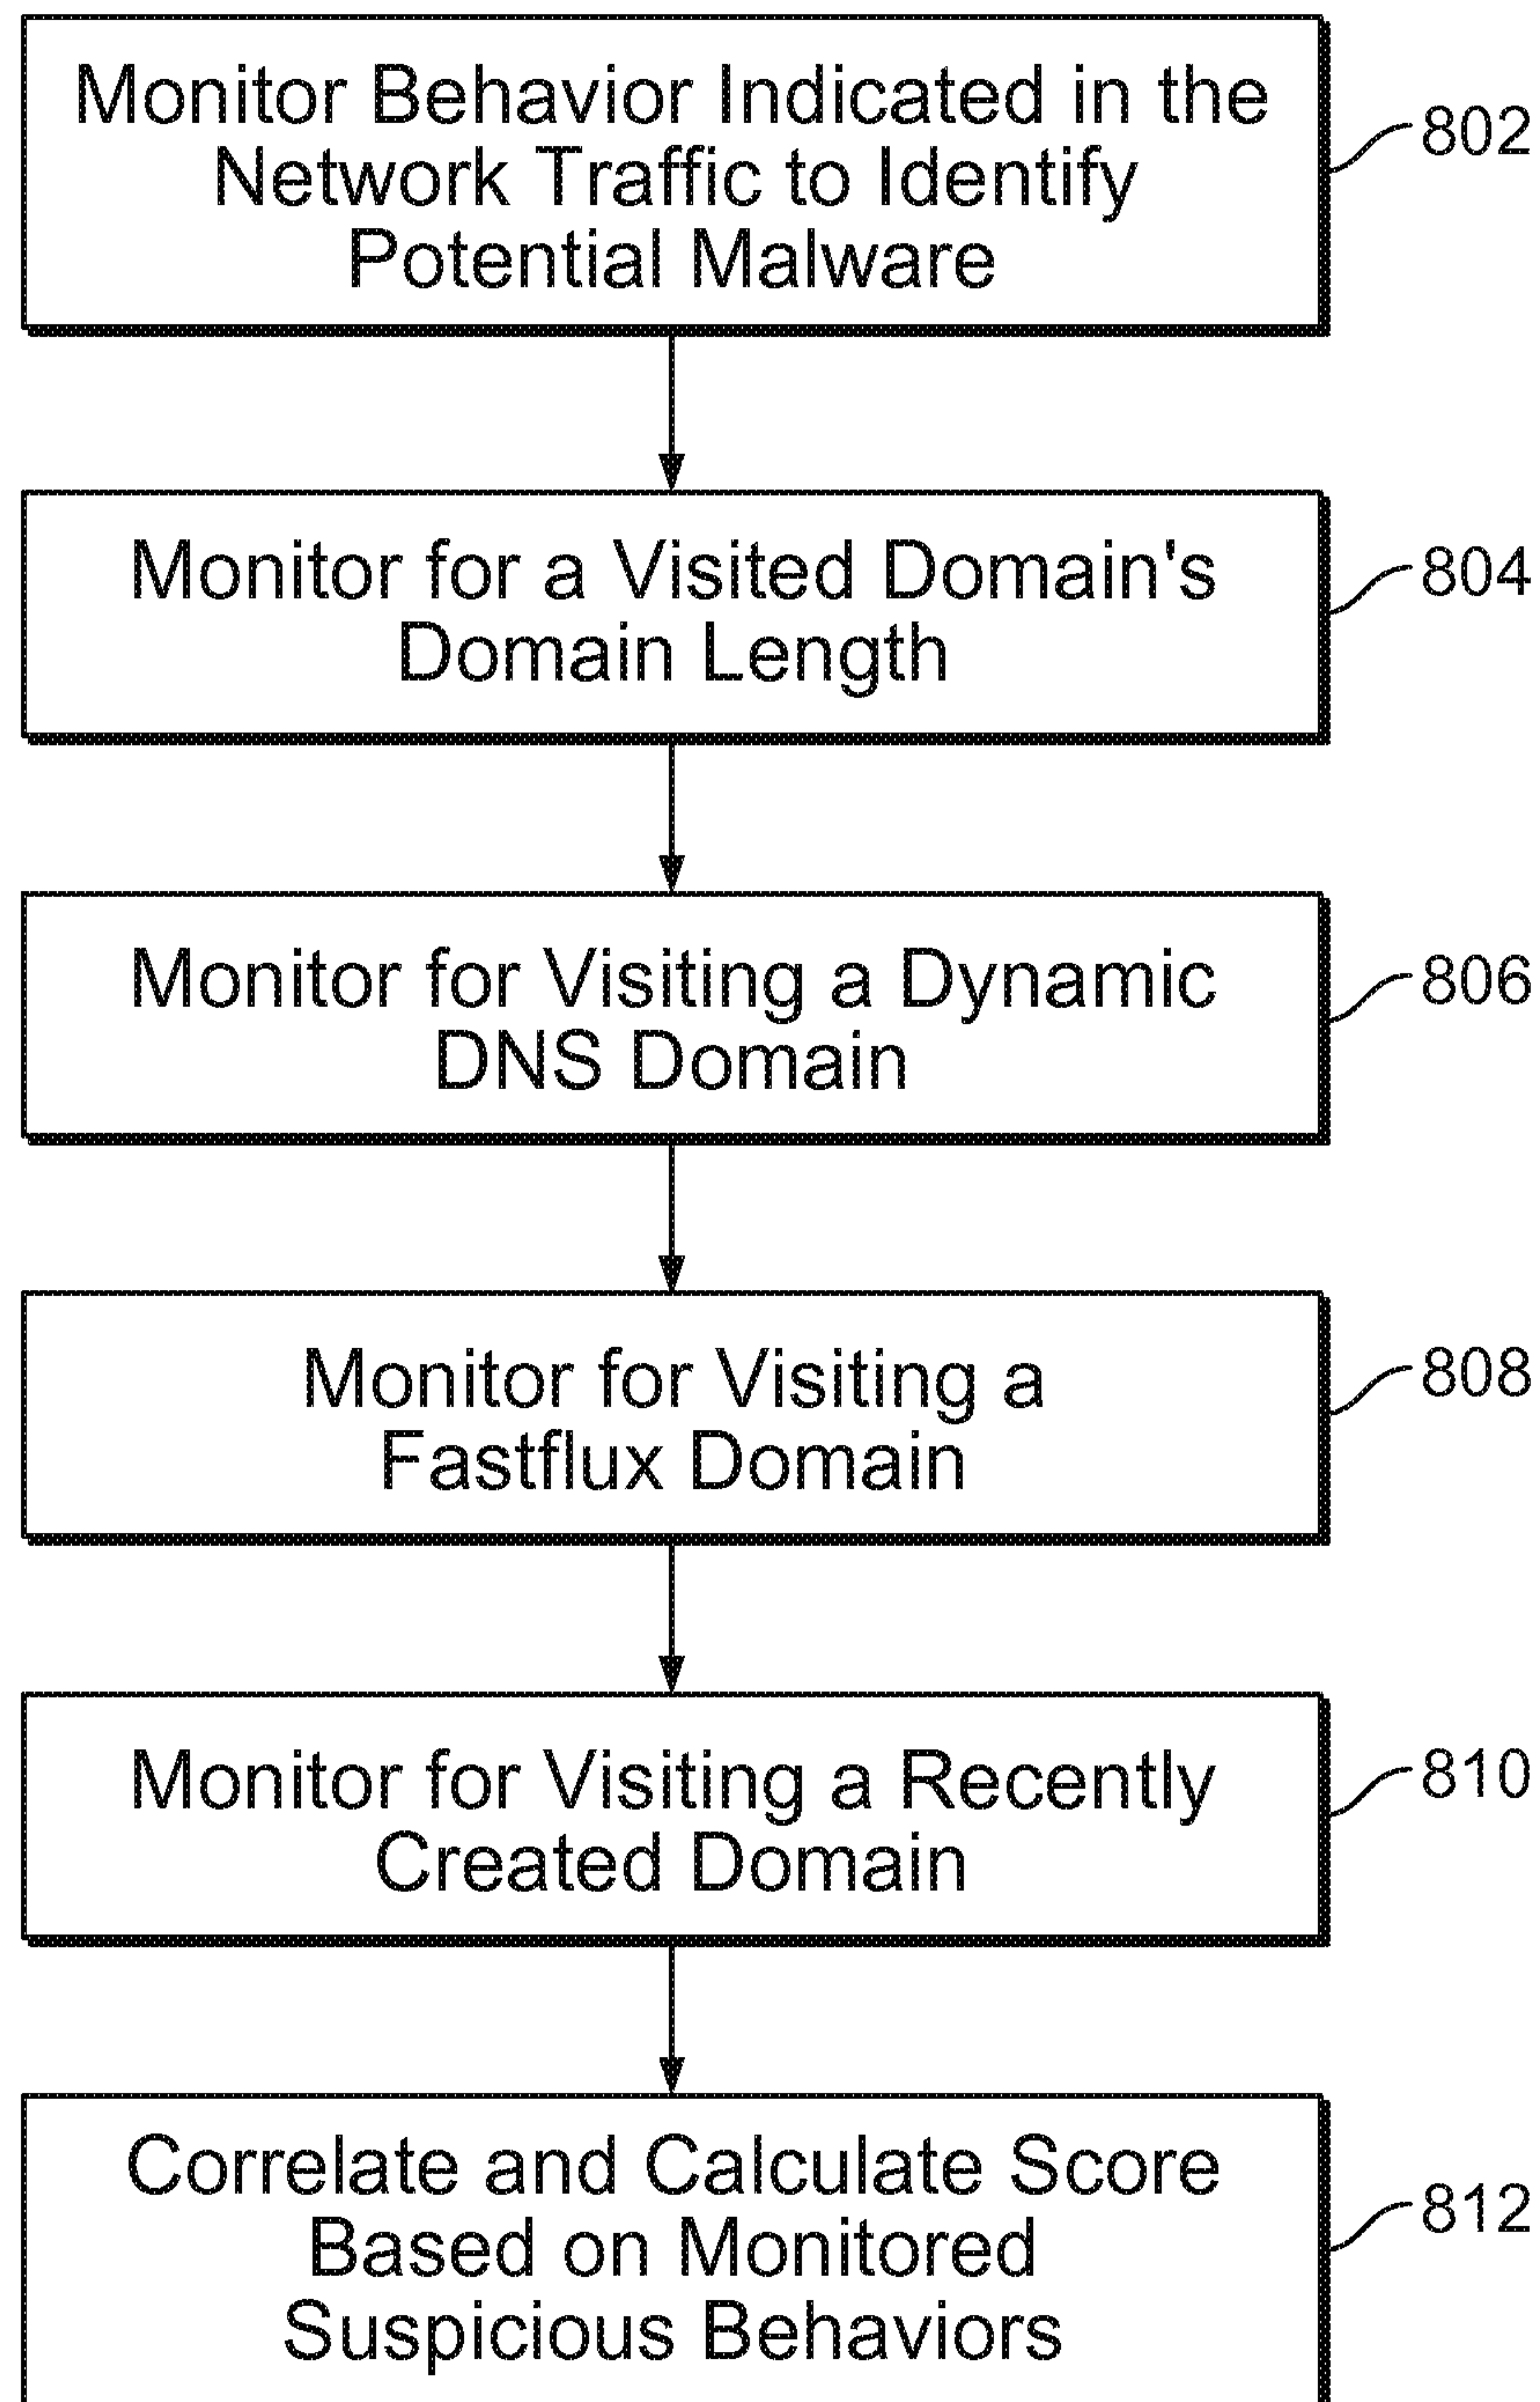 Monitor Behavior Indicated in the
Network Traffic to Identify
Potential Malware
802
Monitor for a Visited Domain's
Domain Length
804
Monitor for Visiting a Dynamic
DNS Domain
806
Monitor for Visiting a
Fastflux Domain
808
Monitor for Visiting a Recently
Created Domain
810
Correlate and Calculate Score
Based on Monitored
Suspicious Behaviors
812